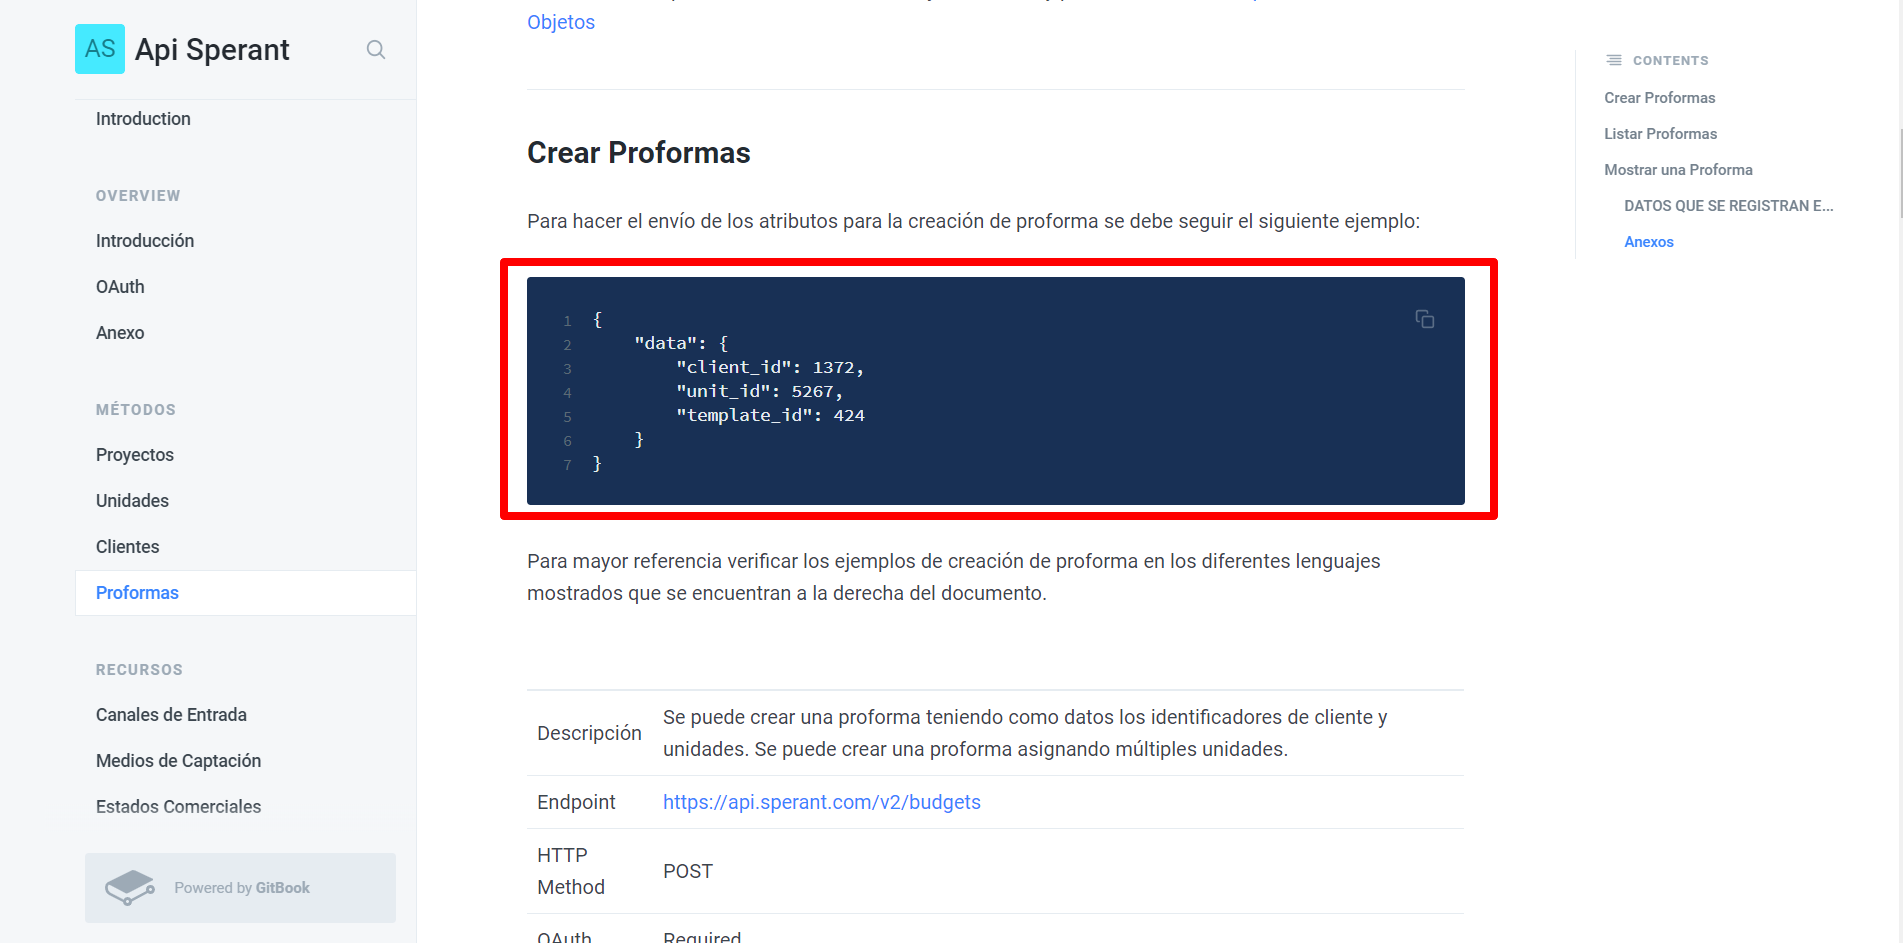 AS Api Sperant
Introduction
OVERVIEW
Introducción
OAuth
Anexo
MÉTODOS
Proyectos
Unidades
Clientes
Proformas
RECURSOS
Canales de Entrada
Medios de Captación
Estados Comerciales
Powered by GitBook
Objetos
Crear Proformas
Para hacer el envío de los atributos para la creación de proforma se debe seguir el siguiente ejemplo:
1 {
2 "data": {
3 "client_id": 1372,
4 "unit_id": 5267,
5 "template_id": 424
6 }
7 }
Para mayor referencia verificar los ejemplos de creación de proforma en los diferentes lenguajes
mostrados que se encuentran a la derecha del documento.
Descripción
Se puede crear una proforma teniendo como datos los identificadores de cliente y
unidades. Se puede crear una proforma asignando múltiples unidades.
Endpoint https://api.sperant.com/v2/budgets
HTTP
Method
POST
OAuth Required
CONTENTS
Crear Proformas
Listar Proformas
Mostrar una Proforma
DATOS QUE SE REGISTRAN E...
Anexos